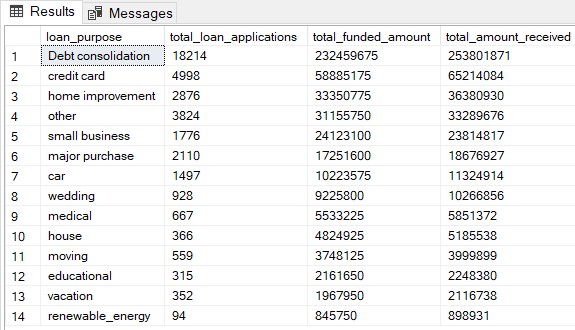 Results Messages
loan_purpose total_loan_applications total_funded_amount total_amount_received
1 Debt consolidation 18214 232459675 253801871
2 credit card 4998 58885175 65214084
3 home improvement 2876 33350775 36380930
4 other 3824 31155750 33289676
5 small business 1776 24123100 23814817
6 major purchase 2110 17251600 18676927
7 car 1497 10223575 11324914
8 wedding 928 9225800 10266856
9 medical 667 5533225 5851372
10 house 366 4824925 5185538
11 moving 559 3748125 3999899
12 educational 315 2161650 2248380
13 vacation 352 1967950 2116738
14 renewable_energy 94 845750 898931